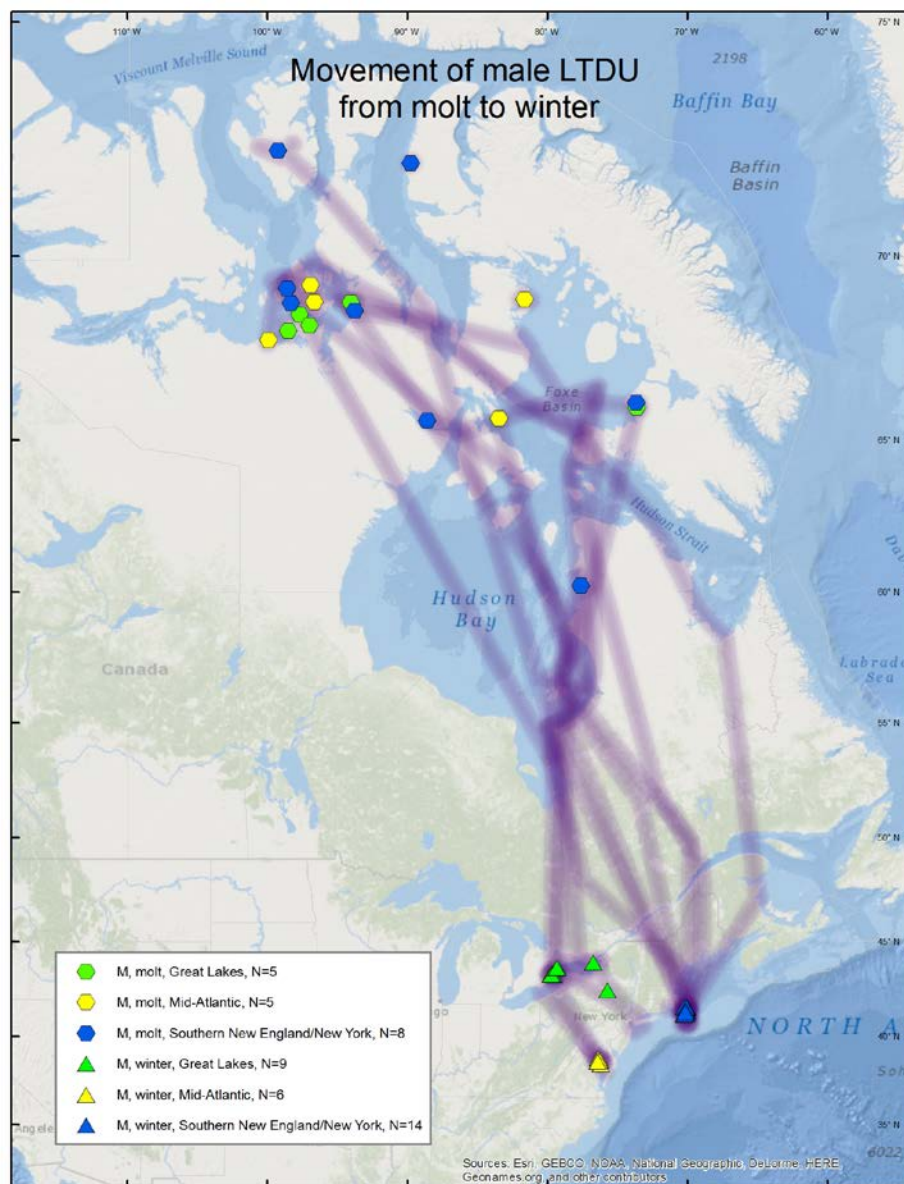 110° W
100° W
90° W
80° W
70° W
60° W
75° N
Viscount Melville Sound
Movement of male LTDU
from molt to winter
2198
Baffin Bay
Baffin
Basin
70° N
Foxe
Basin
65° N
Hudson Strait
60° N
Hudson
Bay
Canada
Labrador
Sea
55° N
50° N
45° N
M, molt, Great Lakes, N=5
M, molt, Mid-Atlantic, N=5
M, molt, Southern New England/New York, N=8
M, winter, Great Lakes, N=9
M, winter, Mid-Atlantic, N=6
M, winter, Southern New England/New York, N=14
New York
NORTH A
40° N
35° N
6022
Sources: Esri, GEBCO, NOAA, National Geographic, DeLorme, HERE,
Geonames.org, and other contributors